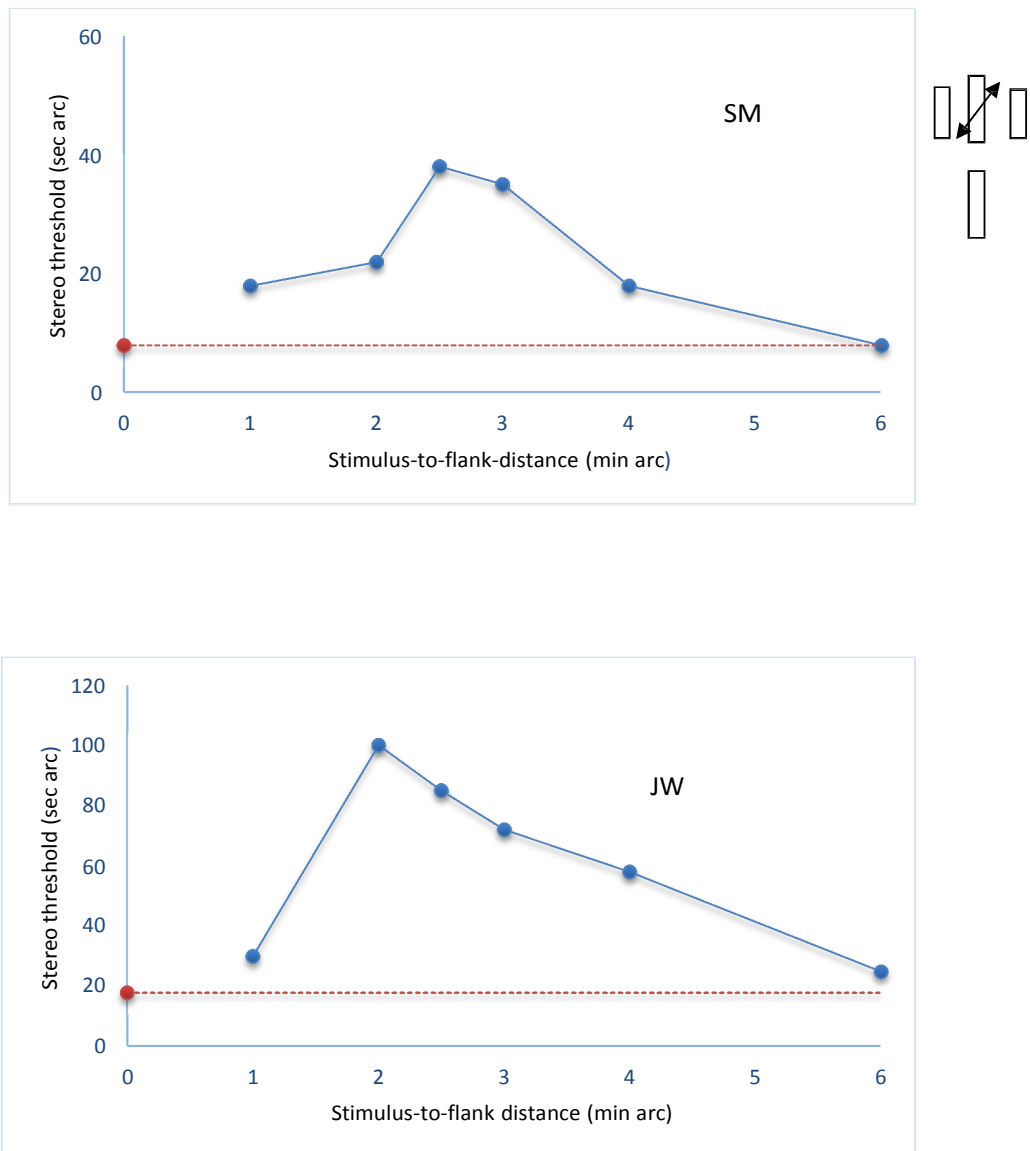 60
40
20
0
Stereo threshold (sec arc)
SM
0 1 2 3 4 5 6
Stimulus-to-flank-distance (min arc)
120
100
80
60
40
20
0
Stereo threshold (sec arc)
JW
0 1 2 3 4 5 6
Stimulus-to-flank distance (min arc)